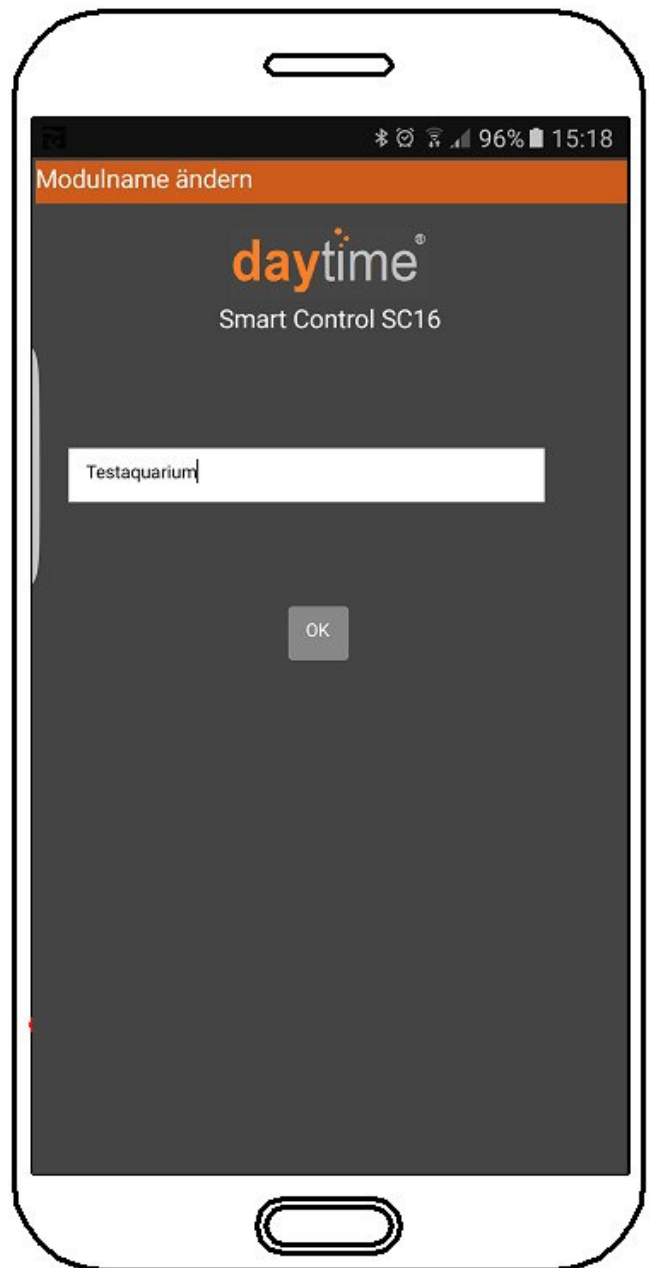 96% 15:18
Modulname ändern
daytime®
Smart Control SC16
Testaquarium
OK